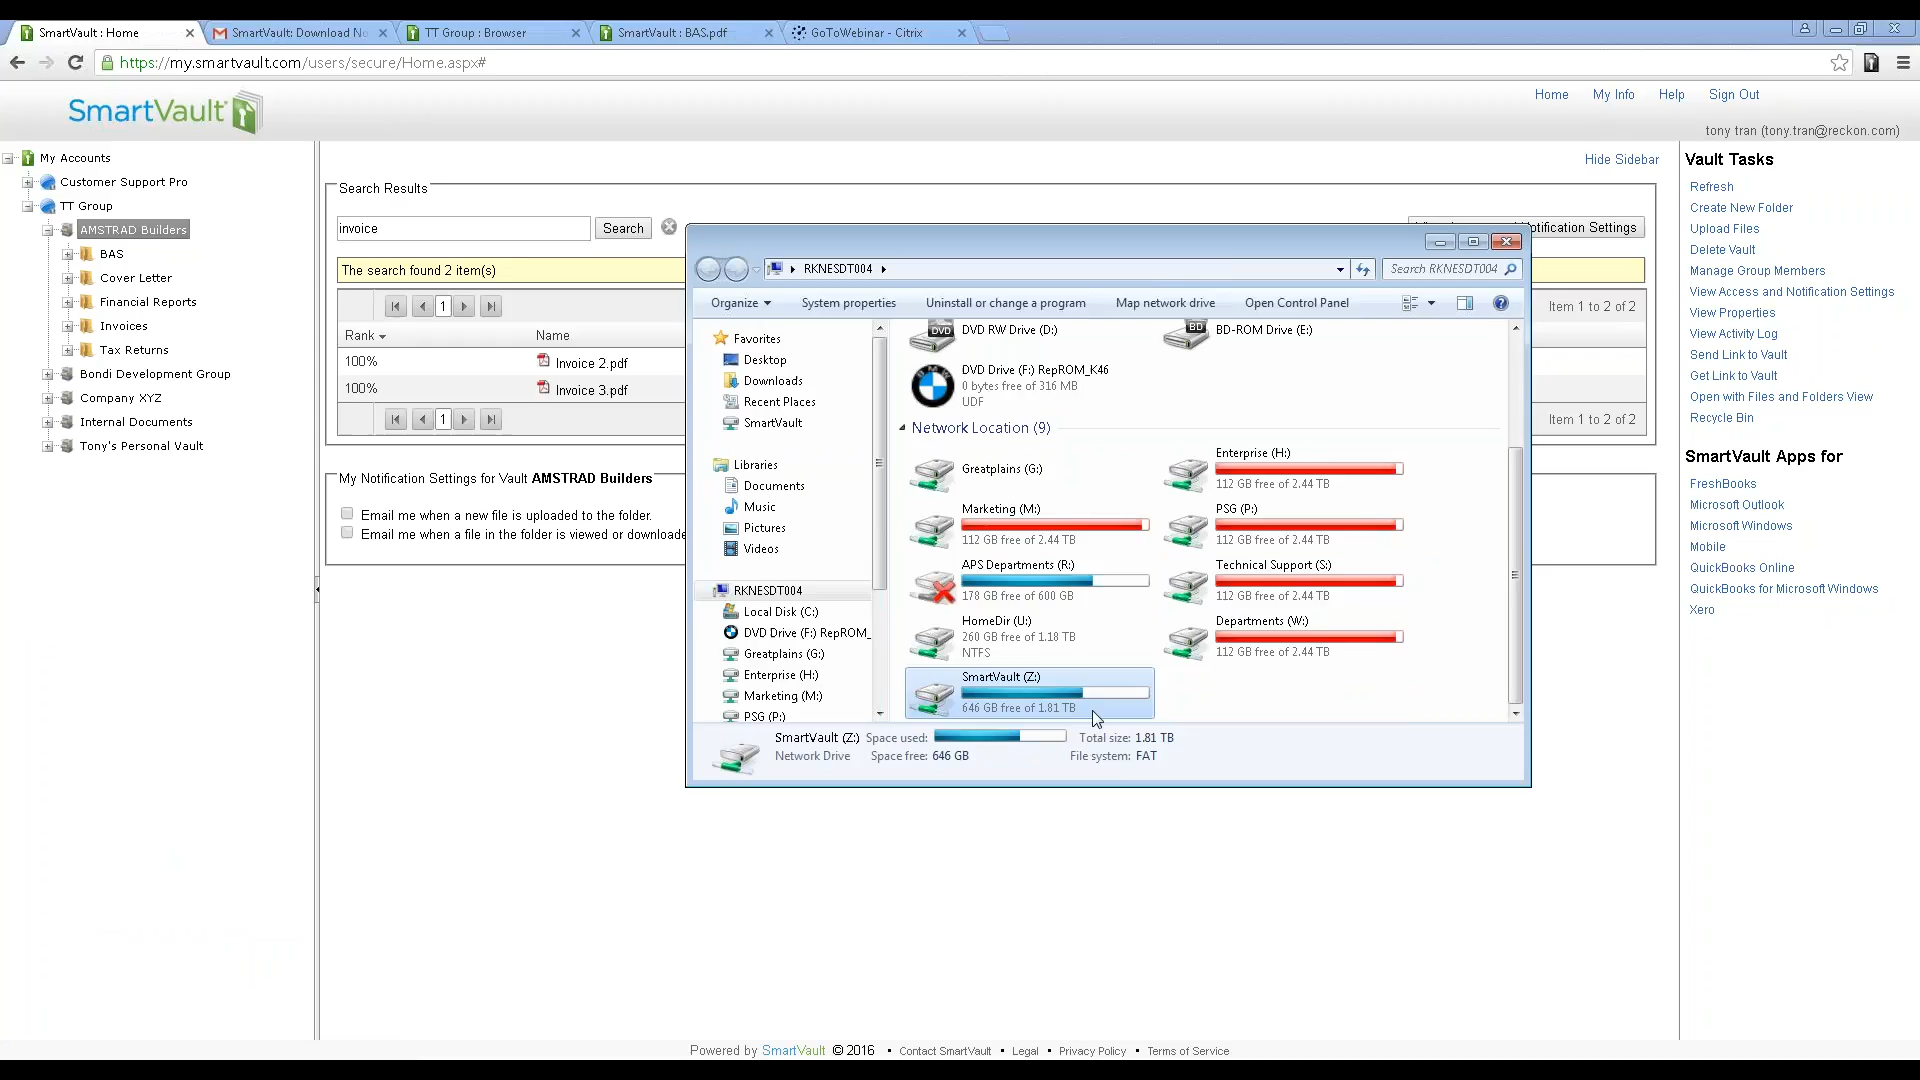 SmartVault : Home
SmartVault: Download No
TT Group : Browser
SmartVault : BAS.pdf
GoToWebinar - Citrix
https://my.smartvault.com/users/secure/Home.aspx#
SmartVault
Home My Info Help Sign Out
tony tran (tony.tran@reckon.com)
My Accounts
Customer Support Pro
TT Group
AMSTRAD Builders
BAS
Cover Letter
Financial Reports
Invoices
Tax Returns
Bondi Development Group
Company XYZ
Internal Documents
Tony's Personal Vault
Hide Sidebar
Search Results
invoice Search
otification Settings
The search found 2 item(s)
1 Item 1 to 2 of 2
Rank Name
100% Invoice 2.pdf
100% Invoice 3.pdf
1 Item 1 to 2 of 2
My Notification Settings for Vault AMSTRAD Builders
Email me when a new file is uploaded to the folder.
Email me when a file in the folder is viewed or downloade
RKNESDT004
Search RKNESDT004
Organize System properties Uninstall or change a program Map network drive Open Control Panel
Favorites
Desktop
Downloads
Recent Places
SmartVault
Libraries
Documents
Music
Pictures
Videos
RKNESDT004
Local Disk (C:)
DVD Drive (F:) RepROM_
Greatplains (G:)
Enterprise (H:)
Marketing (M:)
PSG (P:)
DVD
DVD RW Drive (D:)
BD
BD-ROM Drive (E:)
DVD Drive (F:) RepROM_K46
0 bytes free of 316 MB
UDF
Network Location (9)
Greatplains (G:)
Enterprise (H:)
112 GB free of 2.44 TB
Marketing (M:)
112 GB free of 2.44 TB
PSG (P:)
112 GB free of 2.44 TB
APS Departments (R:)
178 GB free of 600 GB
Technical Support (S:)
112 GB free of 2.44 TB
HomeDir (U:)
260 GB free of 1.18 TB
NTFS
Departments (W:)
112 GB free of 2.44 TB
SmartVault (Z:)
646 GB free of 1.81 TB
SmartVault (Z:) Space used: Total size: 1.81 TB
Network Drive Space free: 646 GB File system: FAT
Vault Tasks
Refresh
Create New Folder
Upload Files
Delete Vault
Manage Group Members
View Access and Notification Settings
View Properties
View Activity Log
Send Link to Vault
Get Link to Vault
Open with Files and Folders View
Recycle Bin
SmartVault Apps for
FreshBooks
Microsoft Outlook
Microsoft Windows
Mobile
QuickBooks Online
QuickBooks for Microsoft Windows
Xero
Powered by SmartVault © 2016 • Contact SmartVault • Legal • Privacy Policy • Terms of Service